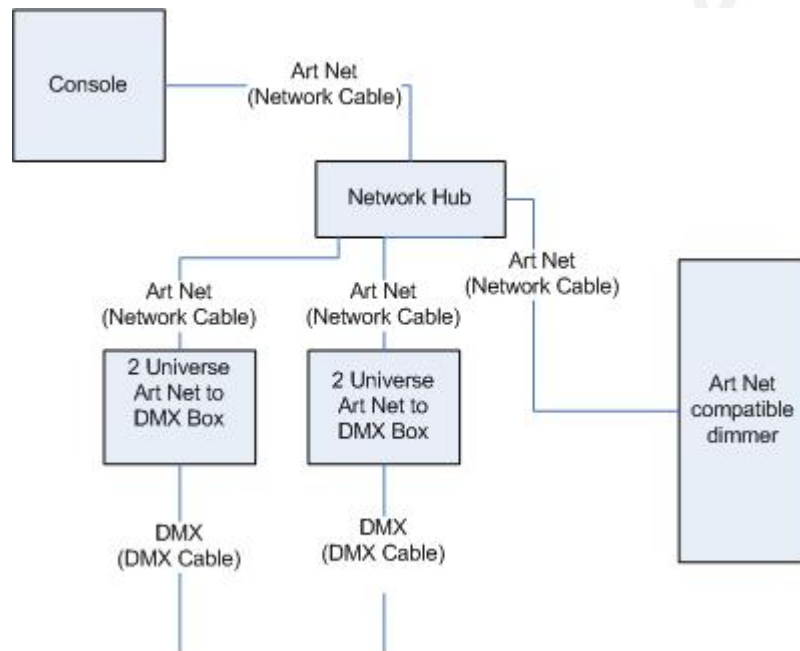 Console
Art Net
(Network Cable)
Network Hub
Art Net
(Network Cable)
Art Net
(Network Cable)
Art Net
(Network Cable)
2 Universe
Art Net to
DMX Box
2 Universe
Art Net to
DMX Box
Art Net
compatible
dimmer
DMX
(DMX Cable)
DMX
(DMX Cable)